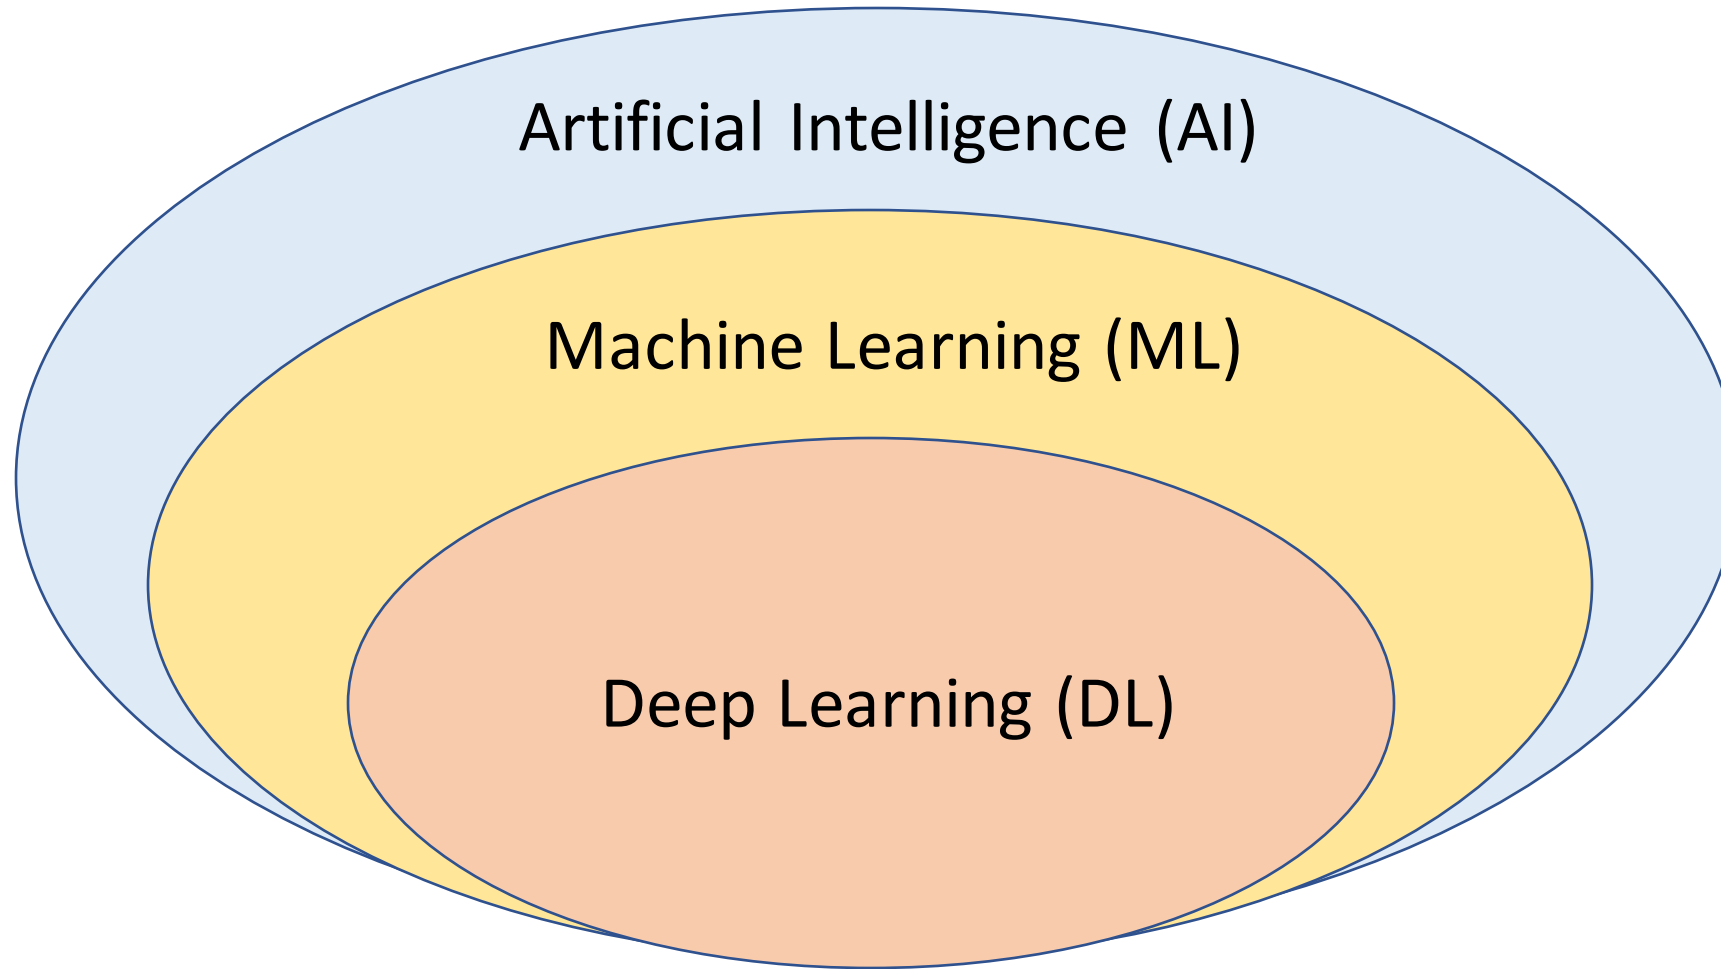 Artificial Intelligence (AI)
Machine Learning (ML)
Deep Learning (DL)